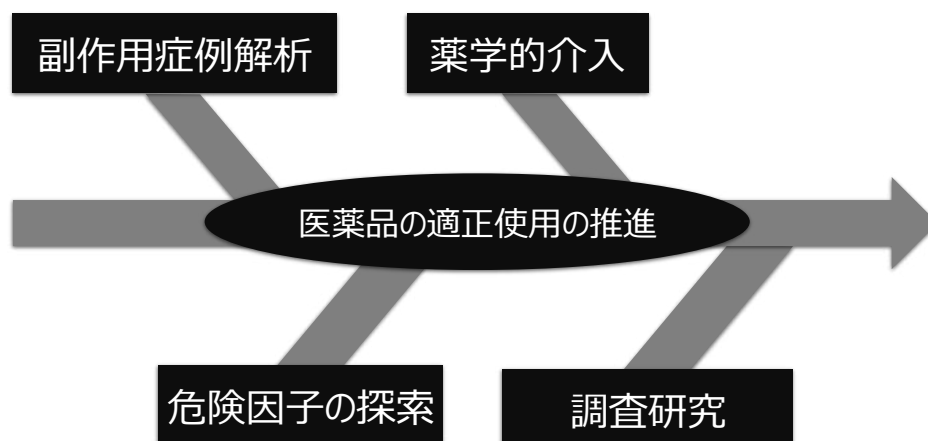 副作用症例解析
薬学的介入
医薬品の適正使用の推進
危険因子の探索
調査研究